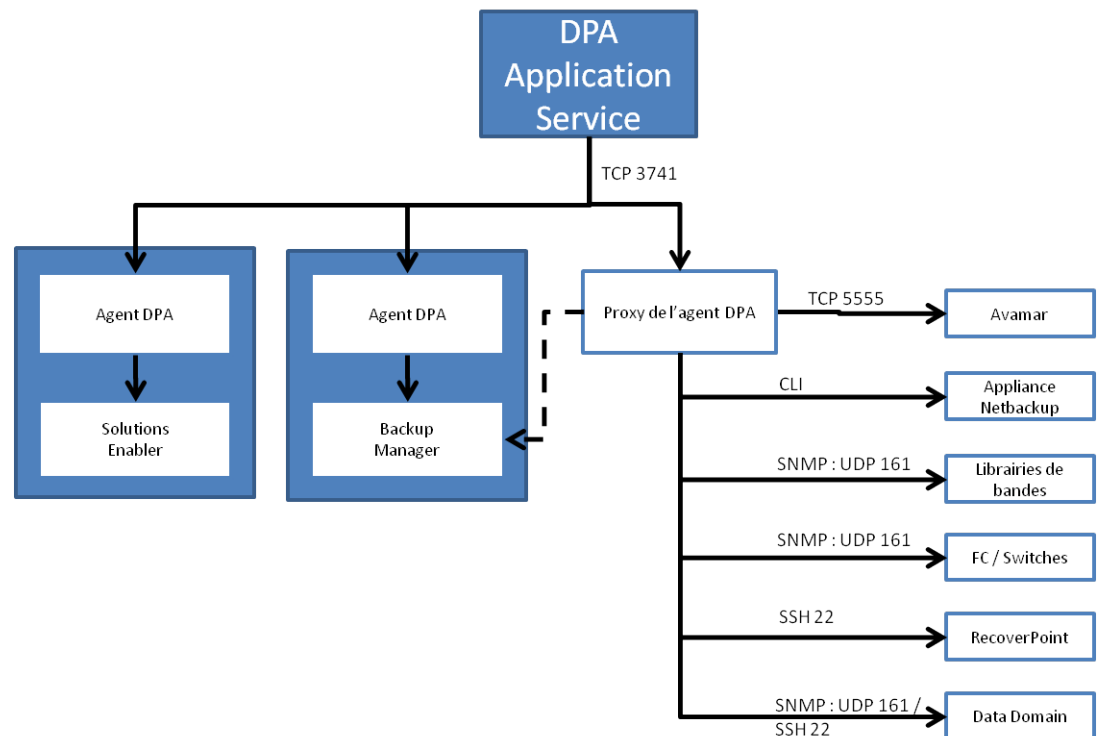 DPA
Application
Service
TCP 3741
Agent DPA
Solutions
Enabler
Agent DPA
Backup
Manager
Proxy de l’agent DPA
TCP 5555
Avamar
CLI
Appliance
Netbackup
SNMP : UDP 161
Librairies de
bandes
SNMP : UDP 161
FC / Switches
SSH 22
RecoverPoint
SNMP : UDP 161 /
SSH 22
Data Domain